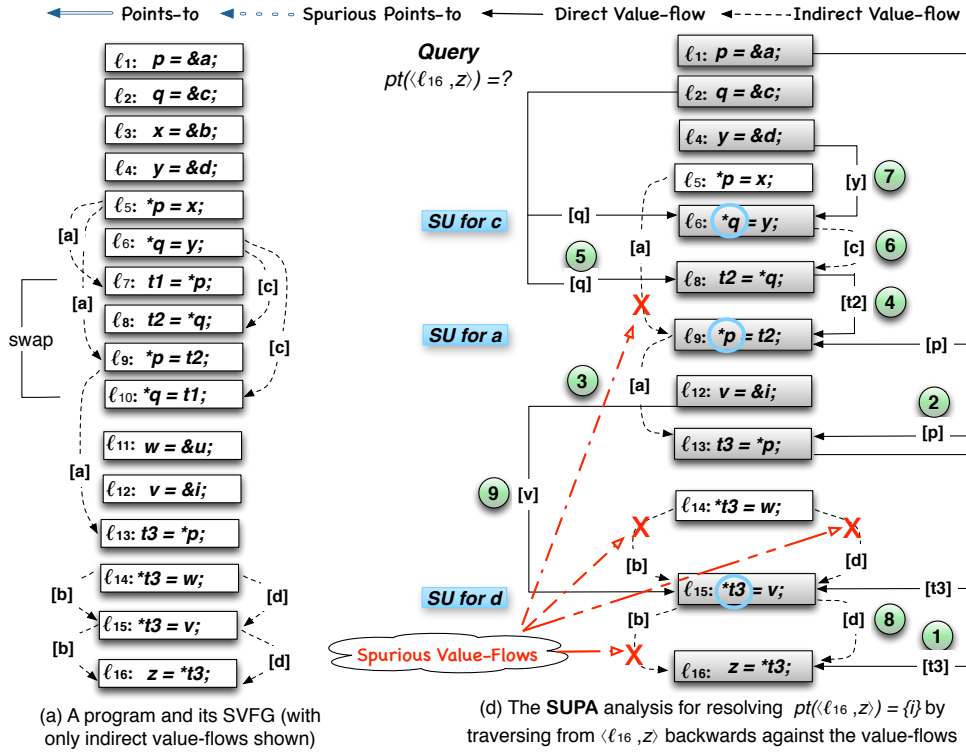 Points-to Spurious Points-to Direct Value-flow Indirect Value-flow
ℓ1: p = &a;
ℓ2: q = &c;
ℓ3: x = &b;
ℓ4: y = &d;
ℓ5: *p = x;
ℓ6: *q = y;
ℓ7: t1 = *p;
ℓ8: t2 = *q;
ℓ9: *p = t2;
ℓ10: *q = t1;
ℓ11: w = &u;
ℓ12: v = &i;
ℓ13: t3 = *p;
ℓ14: *t3 = w;
ℓ15: *t3 = v;
ℓ16: z = *t3;
[a]
[a]
[c]
[c]
swap
[a]
[b]
[d]
[b]
[d]
(a) A program and its SVFG (with
only indirect value-flows shown)
Query
pt(⟨ℓ16 ,z⟩) =?
ℓ1: p = &a;
ℓ2: q = &c;
ℓ4: y = &d;
ℓ5: *p = x;
[y] 7
SU for c
[q]
ℓ6: *q = y;
[a]
[c] 6
5
[q]
ℓ8: t2 = *q;
[t2] 4
X
SU for a
ℓ9: *p = t2;
[p]
3
[a]
ℓ12: v = &i;
2
[p]
ℓ13: t3 = *p;
9
[v]
ℓ14: *t3 = w;
X
X
[b]
[d]
SU for d
ℓ15: *t3 = v;
[t3]
[b]
[d] 8
1
Spurious Value-Flows
X
ℓ16: z = *t3;
[t3]
(d) The SUPA analysis for resolving pt(⟨ℓ16 ,z⟩) = {i} by
traversing from ⟨ℓ16 ,z⟩ backwards against the value-flows